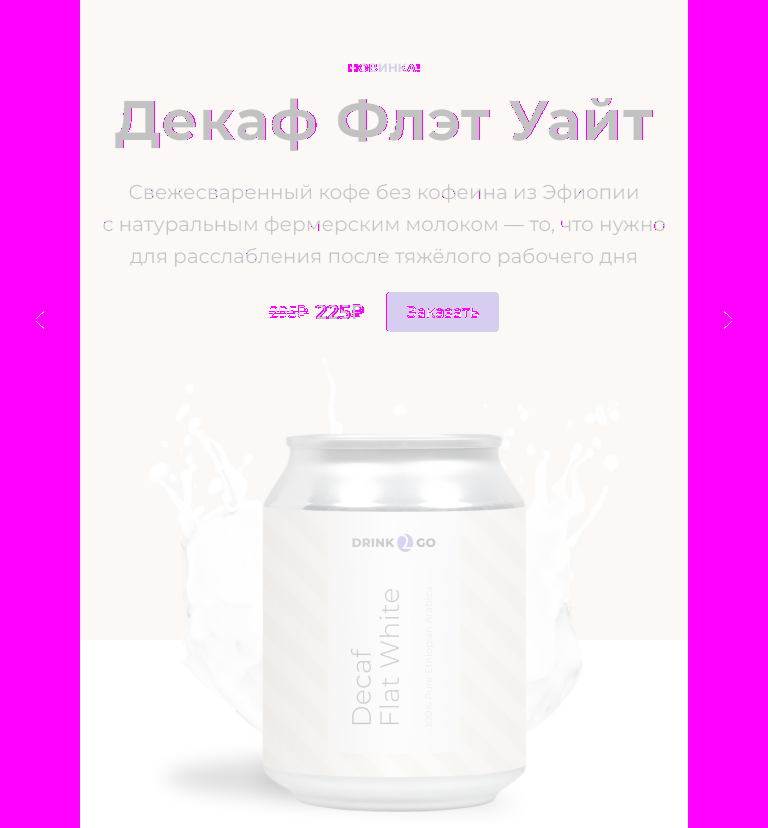 НОВИНКА!
Декаф Флэт Уайт
Свежесваренный кофе без кофеина из Эфиопии
с натуральным фермерским молоком — то, что нужно
для расслабления после тяжёлого рабочего дня
225₽
Заказать
DRINK 2 GO
Decaf
Flat White
100% Pure Ethiopian Arabica